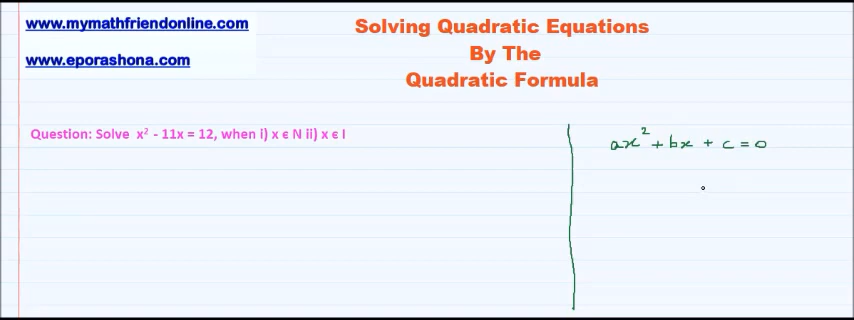 www.mymathfriendonline.com
www.eporashona.com
Solving Quadratic Equations
By The
Quadratic Formula
Question: Solve x² - 11x = 12, when i) x є N ii) x є I
ax² + bx + c = 0